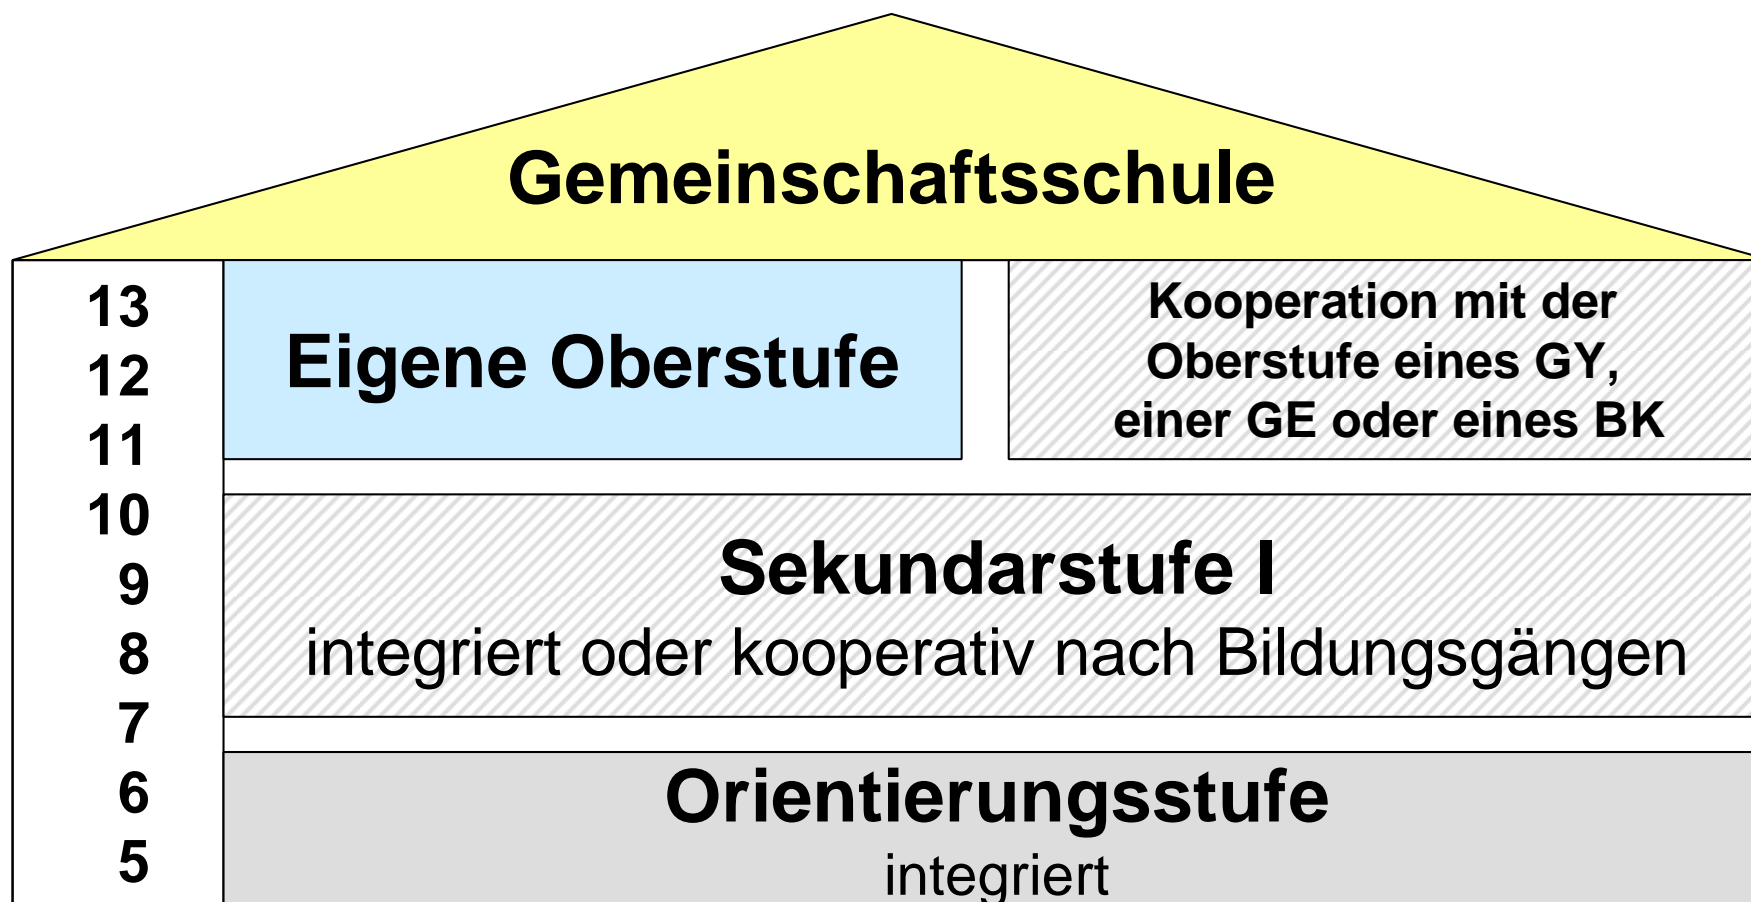 Gemeinschaftsschule
13
12
11
10
9
8
7
6
5
Eigene Oberstufe
Kooperation mit der
Oberstufe eines GY,
einer GE oder eines BK
Sekundarstufe I
integriert oder kooperativ nach Bildungsgängen
Orientierungsstufe
integriert